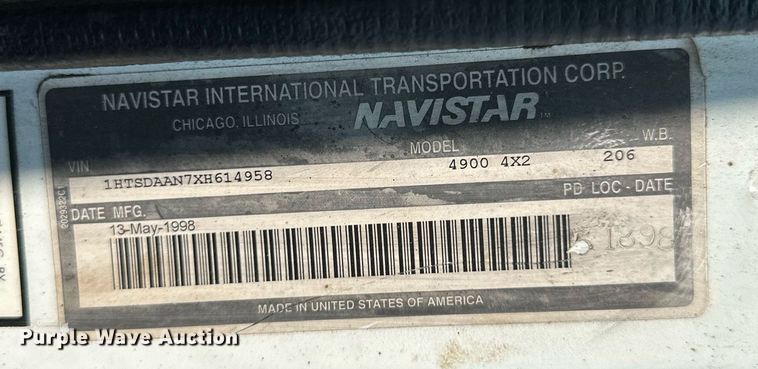 NAVISTAR INTERNATIONAL TRANSPORTATION CORP.
CHICAGO, ILLINOIS NAVISTAR
VIN MODEL W.B.
1HTSDAAN7XH614958 4900 4X2 206
DATE MFG. PD LOC - DATE
13-May-1998
MADE IN UNITED STATES OF AMERICA
Purple Wave Auction